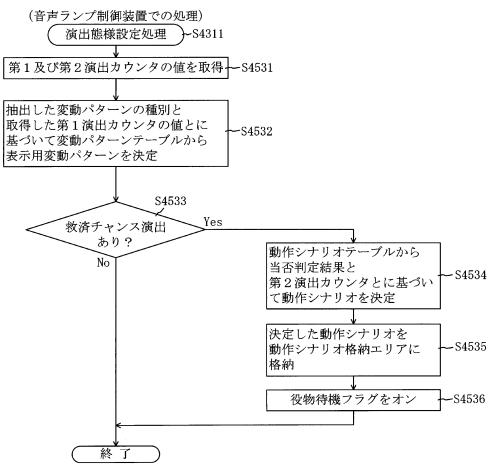 (音声ランプ制御装置での処理)
演出態様設定処理
S4311
第1及び第2演出カウンタの値を取得
S4531
抽出した変動パターンの種別と
取得した第1演出カウンタの値とに
基づいて変動パターンテーブルから
表示用変動パターンを決定
S4532
S4533
救済チャンス演出
あり?
Yes
No
動作シナリオテーブルから
当否判定結果と
第2演出カウンタとに基づい
て動作シナリオを決定
S4534
決定した動作シナリオを
動作シナリオ格納エリアに
格納
S4535
役物待機フラグをオン
S4536
終了